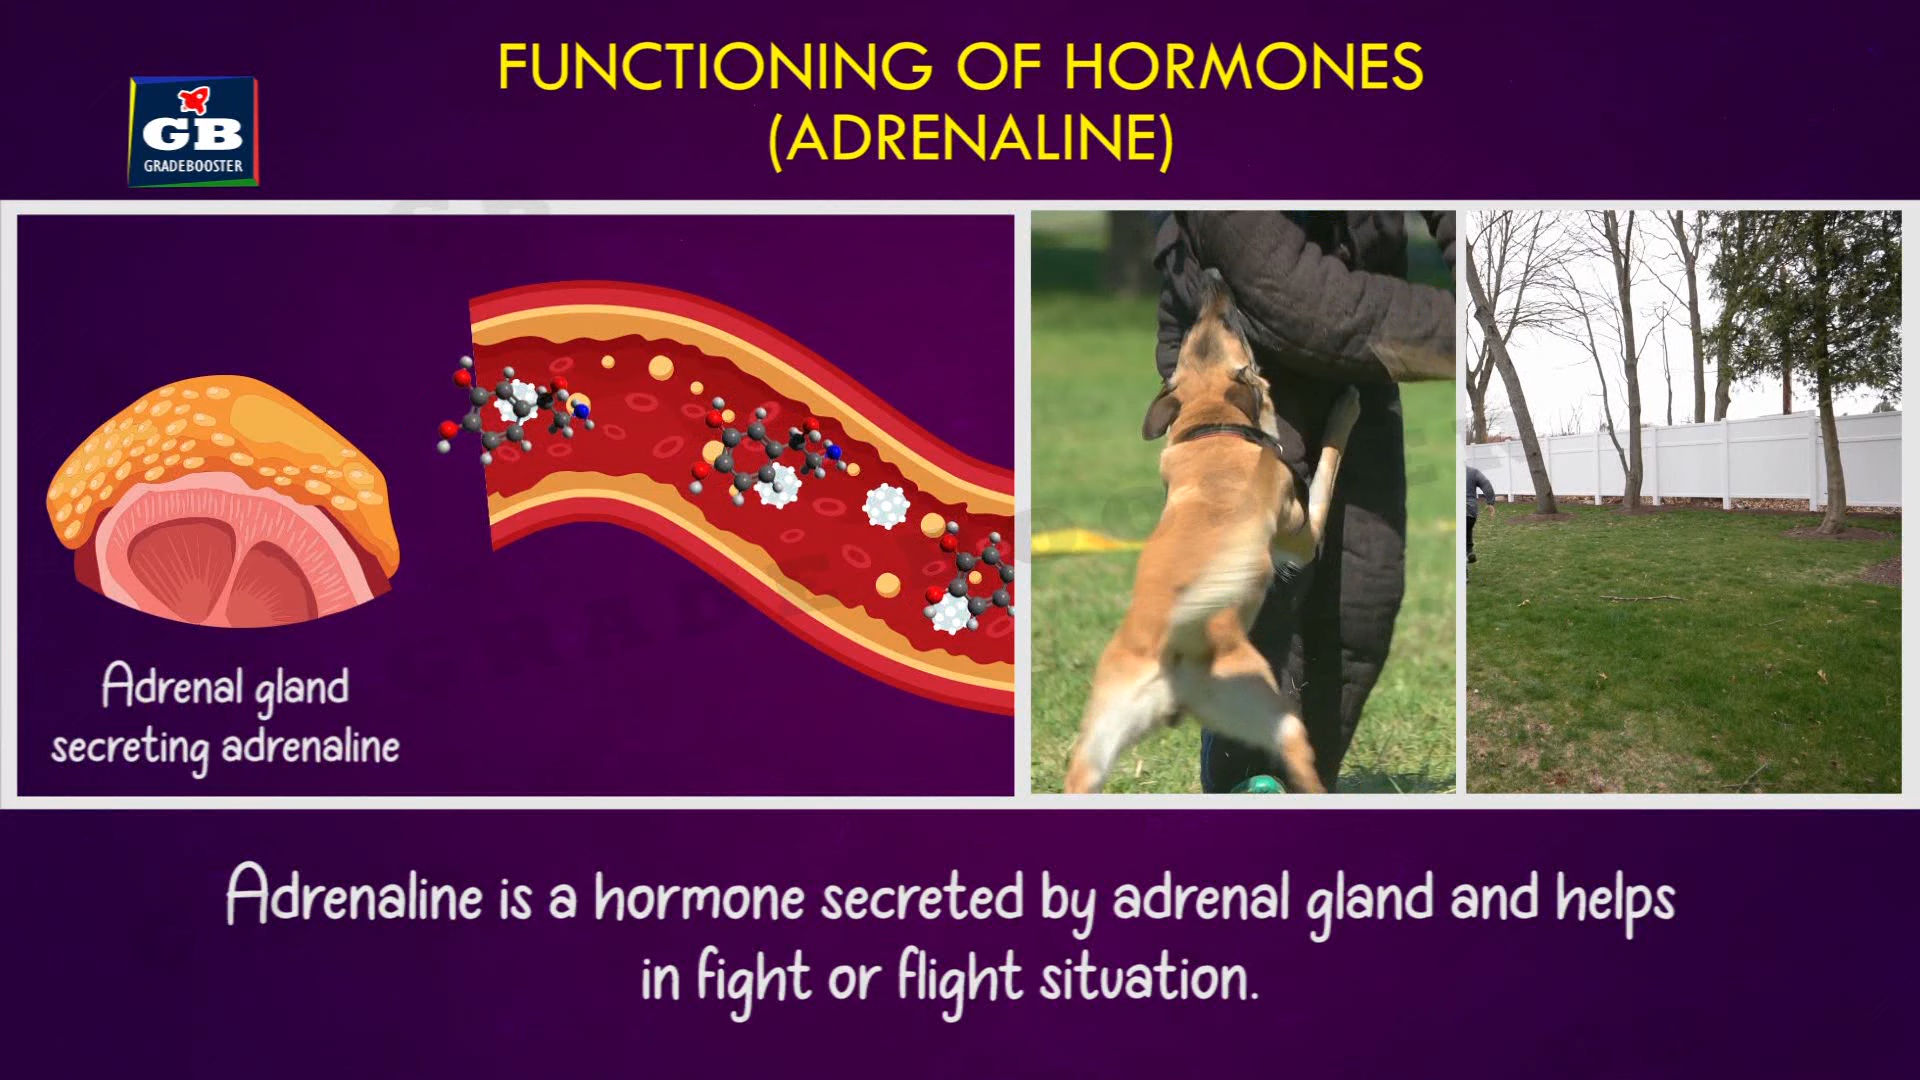 FUNCTIONING OF HORMONES
(ADRENALINE)
GB
GRADEBOOSTER
Adrenal gland
secreting adrenaline
Adrenaline is a hormone secreted by adrenal gland and helps
in fight or flight situation.